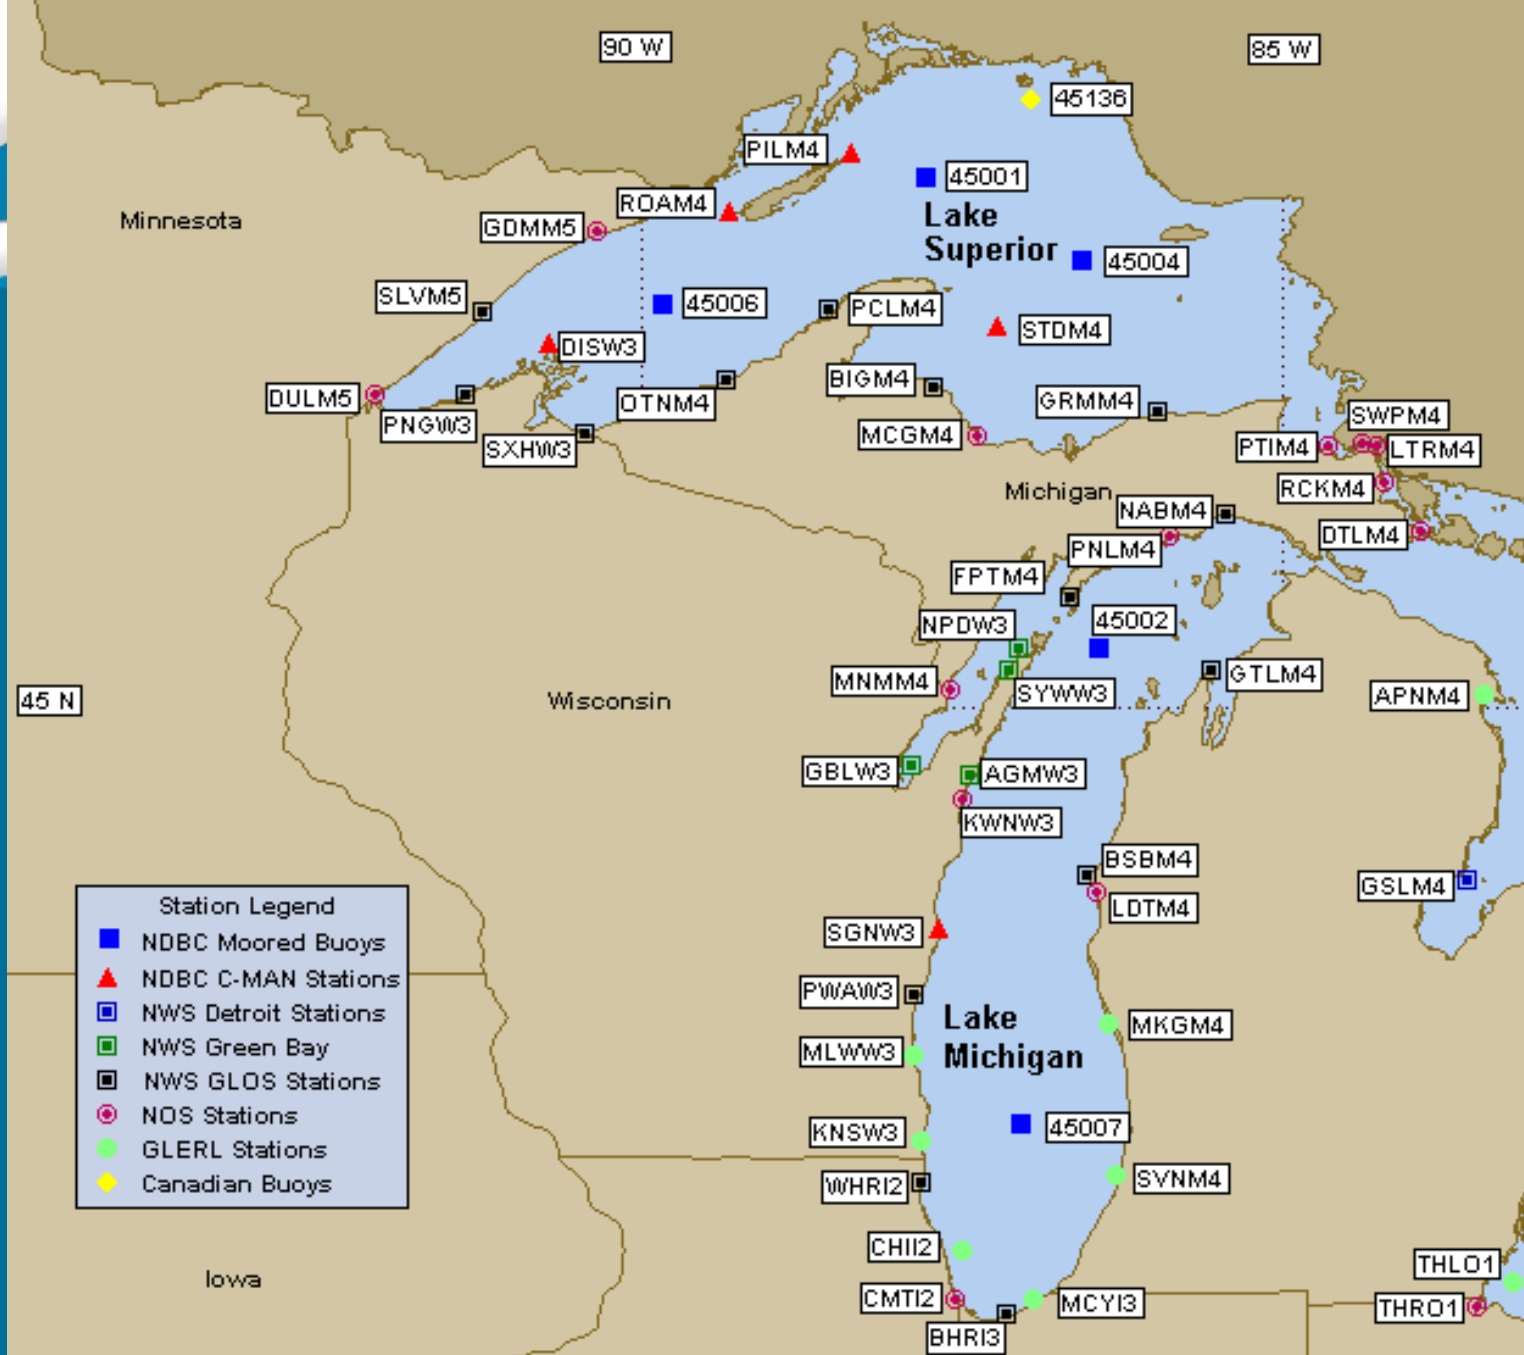 90 W
85 W
45136
PILM4
45001
ROAM4
Minnesota
GDMM5
Lake
Superior
45004
SLVM5
45006
PCLM4
STDM4
DISW3
BIGM4
DULM5
OTNM4
GRMM4
PNGW3
SWPM4
MCGM4
SXHW3
PTIM4
LTRM4
RCKM4
Michigan
NABM4
DTLM4
PNLM4
FPTM4
NPDW3
45002
MNMM4
GTLM4
45 N
Wisconsin
SYWW3
APNM4
GBLW3
AGMW3
KWNW3
BSBM4
GSLM4
LDTM4
SGNW3
PWAW3
Lake
Michigan
MKGM4
MLWW3
KNSW3
45007
WHRI2
SVNM4
CHII2
THLO1
CMTI2
MCYI3
THRO1
BHRI3
Iowa
Station Legend
NDBC Moored Buoys
NDBC C-MAN Stations
NWS Detroit Stations
NWS Green Bay
NWS GLOS Stations
NOS Stations
GLERL Stations
Canadian Buoys